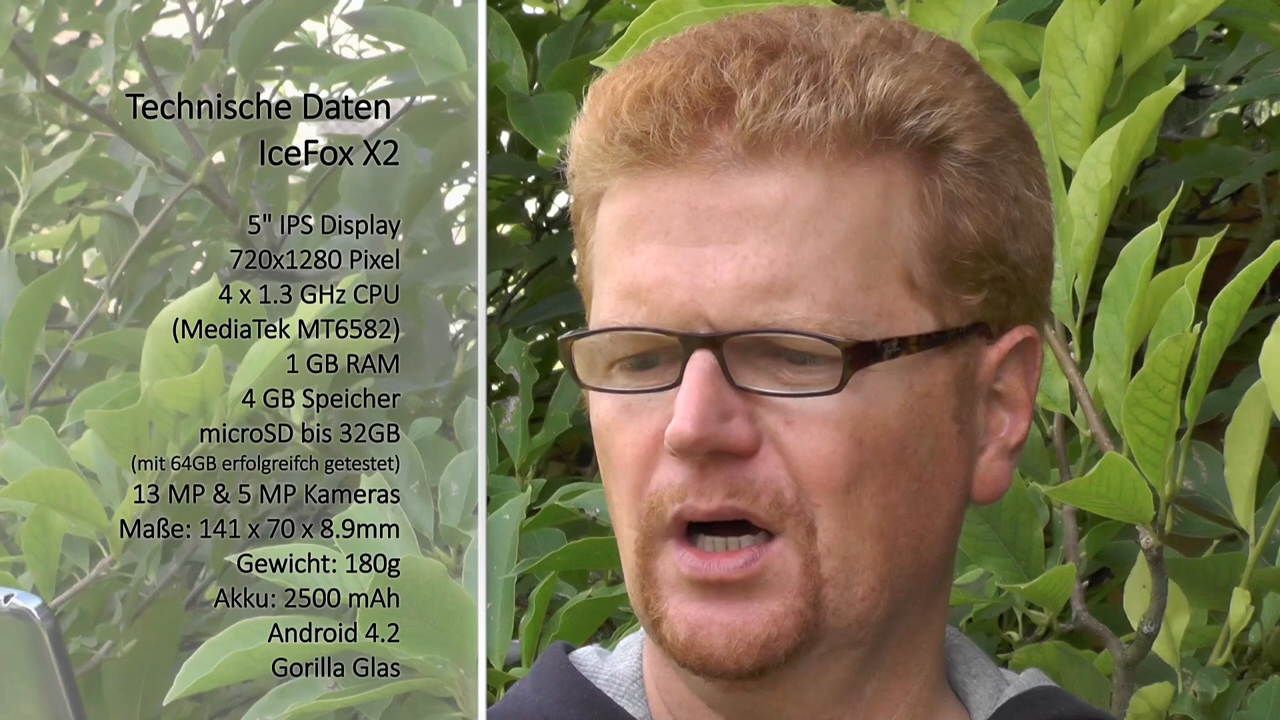 Technische Daten
IceFox X2
5" IPS Display
720x1280 Pixel
4 x 1.3 GHz CPU
(MediaTek MT6582)
1 GB RAM
4 GB Speicher
microSD bis 32GB
(mit 64GB erfolgreifch getestet)
13 MP & 5 MP Kameras
Maße: 141 x 70 x 8.9mm
Gewicht: 180g
Akku: 2500 mAh
Android 4.2
Gorilla Glas